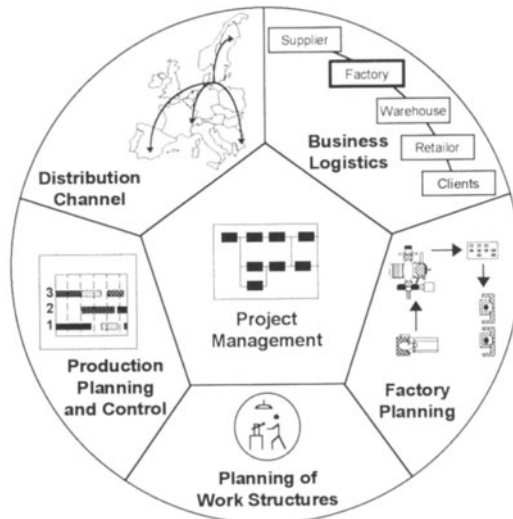 Supplier
Factory
Warehouse
Retailor
Clients
Business
Logistics
Distribution
Channel
Project
Management
3
2
1
Production
Planning
and Control
Factory
Planning
Planning of
Work Structures